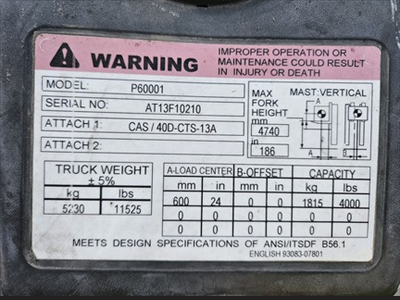 WARNING
IMPROPER OPERATION OR
MAINTENANCE COULD RESULT
IN INJURY OR DEATH
MODEL: P60001
SERIAL NO: AT13F10210
ATTACH 1: CAS / 40D-CTS-13A
ATTACH 2:
MAX
FORK
HEIGHT
mm
4740
in
186
MAST:VERTICAL
A
A
B
TRUCK WEIGHT
± 5%
kg lbs
5230 11525
A-LOAD CENTER B-OFFSET CAPACITY
mm in mm in kg lbs
600 24 0 0 1815 4000
0 0 0 0 0 0
0 0 0 0 0 0
MEETS DESIGN SPECIFICATIONS OF ANSI/ITSDF B56.1
ENGLISH 93083-07801